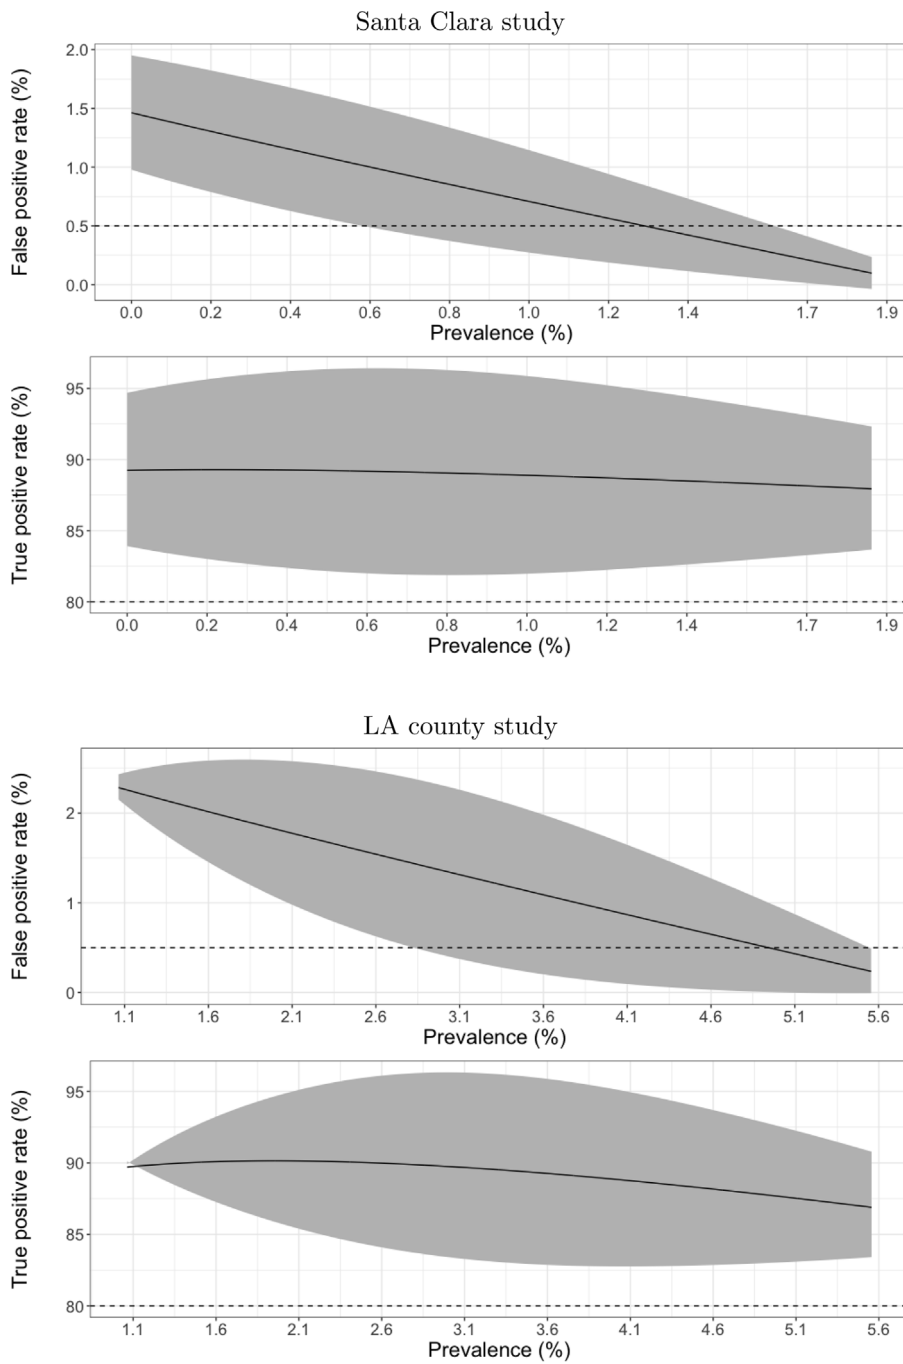 Santa Clara study
False positive rate (%)
2.0
1.5
1.0
0.5
0.0
0.0 0.2 0.4 0.6 0.8 1.0 1.2 1.4 1.7 1.9
Prevalence (%)
True positive rate (%)
95
90
85
80
0.0 0.2 0.4 0.6 0.8 1.0 1.2 1.4 1.7 1.9
Prevalence (%)
LA county study
False positive rate (%)
2
1
0
1.1 1.6 2.1 2.6 3.1 3.6 4.1 4.6 5.1 5.6
Prevalence (%)
True positive rate (%)
95
90
85
80
1.1 1.6 2.1 2.6 3.1 3.6 4.1 4.6 5.1 5.6
Prevalence (%)